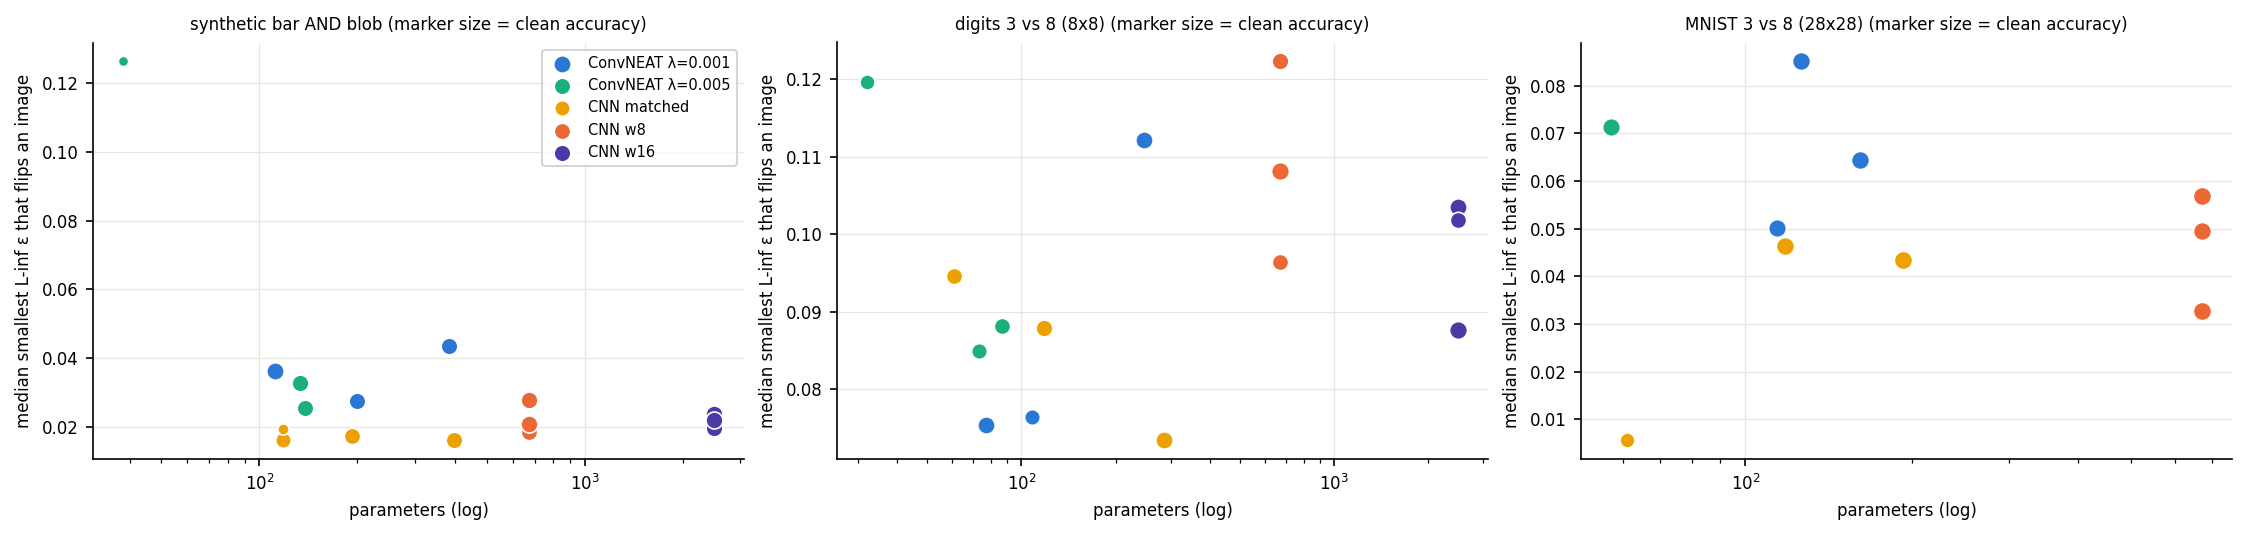 synthetic bar AND blob (marker size = clean accuracy)
median smallest L-inf ε that flips an image
0.12
0.10
0.08
0.06
0.04
0.02
10²
10³
parameters (log)
ConvNEAT λ=0.001
ConvNEAT λ=0.005
CNN matched
CNN w8
CNN w16
digits 3 vs 8 (8x8) (marker size = clean accuracy)
median smallest L-inf ε that flips an image
0.12
0.11
0.10
0.09
0.08
10²
10³
parameters (log)
MNIST 3 vs 8 (28x28) (marker size = clean accuracy)
median smallest L-inf ε that flips an image
0.08
0.07
0.06
0.05
0.04
0.03
0.02
0.01
10²
parameters (log)